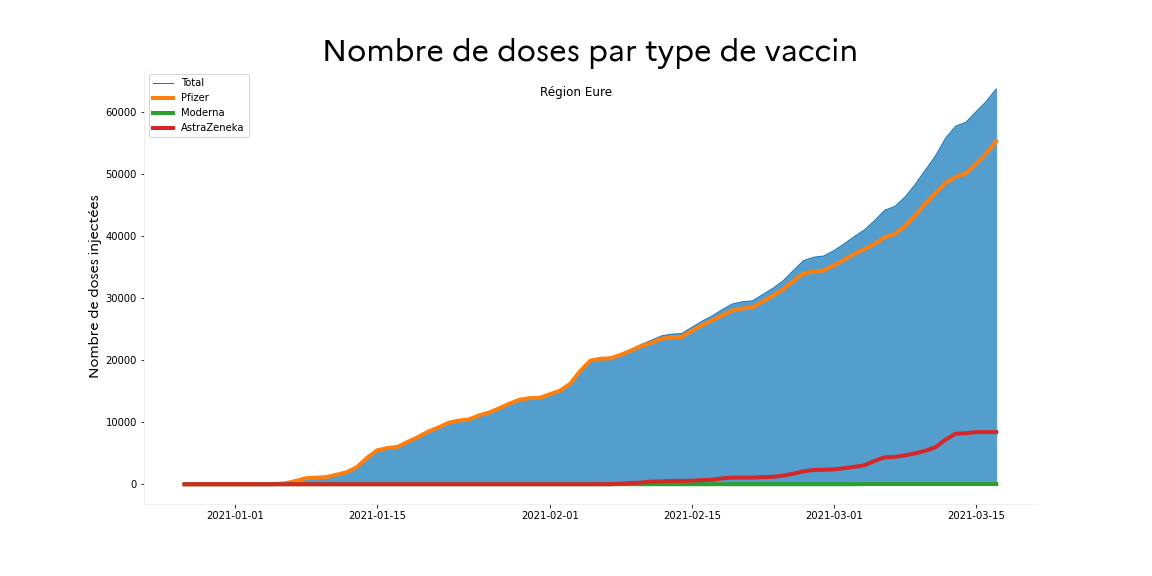 Nombre de doses par type de vaccin
Région Eure
Total
Pfizer
Moderna
AstraZeneka
Nombre de doses injectées
60000
50000
40000
30000
20000
10000
0
2021-01-01
2021-01-15
2021-02-01
2021-02-15
2021-03-01
2021-03-15